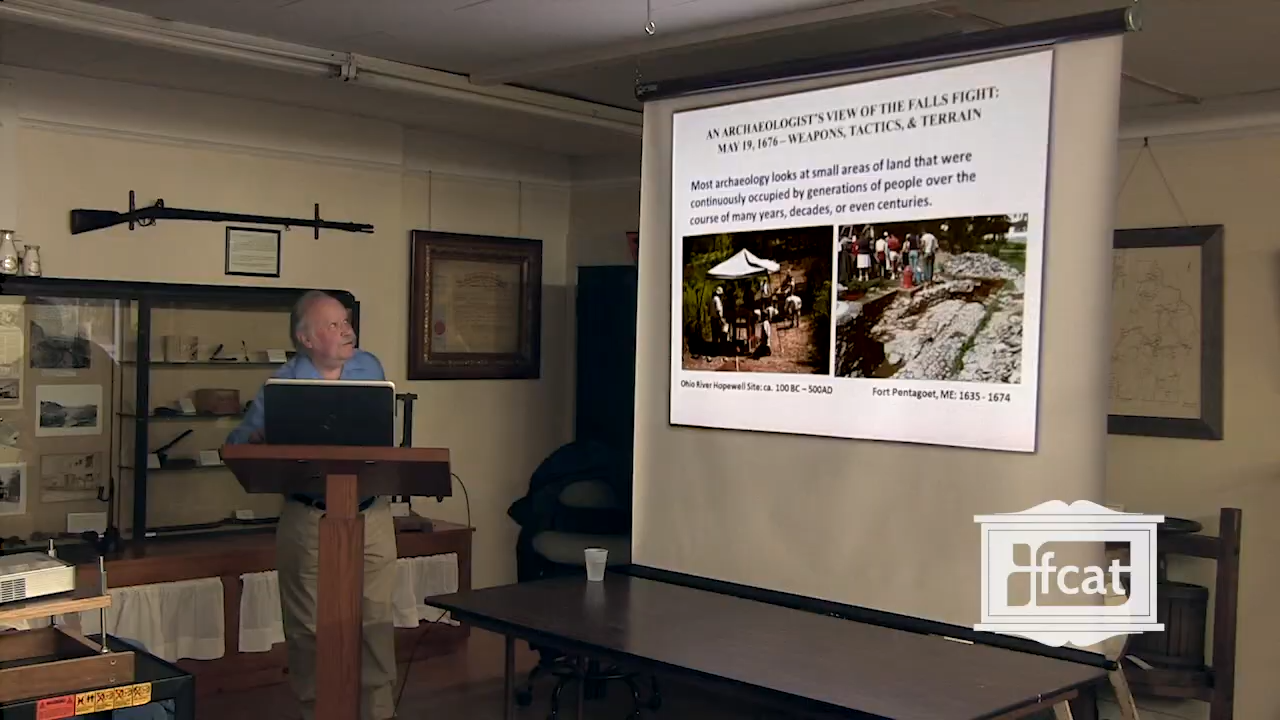 AN ARCHAEOLOGIST'S VIEW OF THE FALLS FIGHT:
MAY 19, 1676 – WEAPONS, TACTICS, & TERRAIN
Most archaeology looks at small areas of land that were
continuously occupied by generations of people over the
course of many years, decades, or even centuries.
Ohio River Hopewell Site: ca. 100 BC – 500AD
Fort Pentagoet, ME: 1635 - 1674
fcat